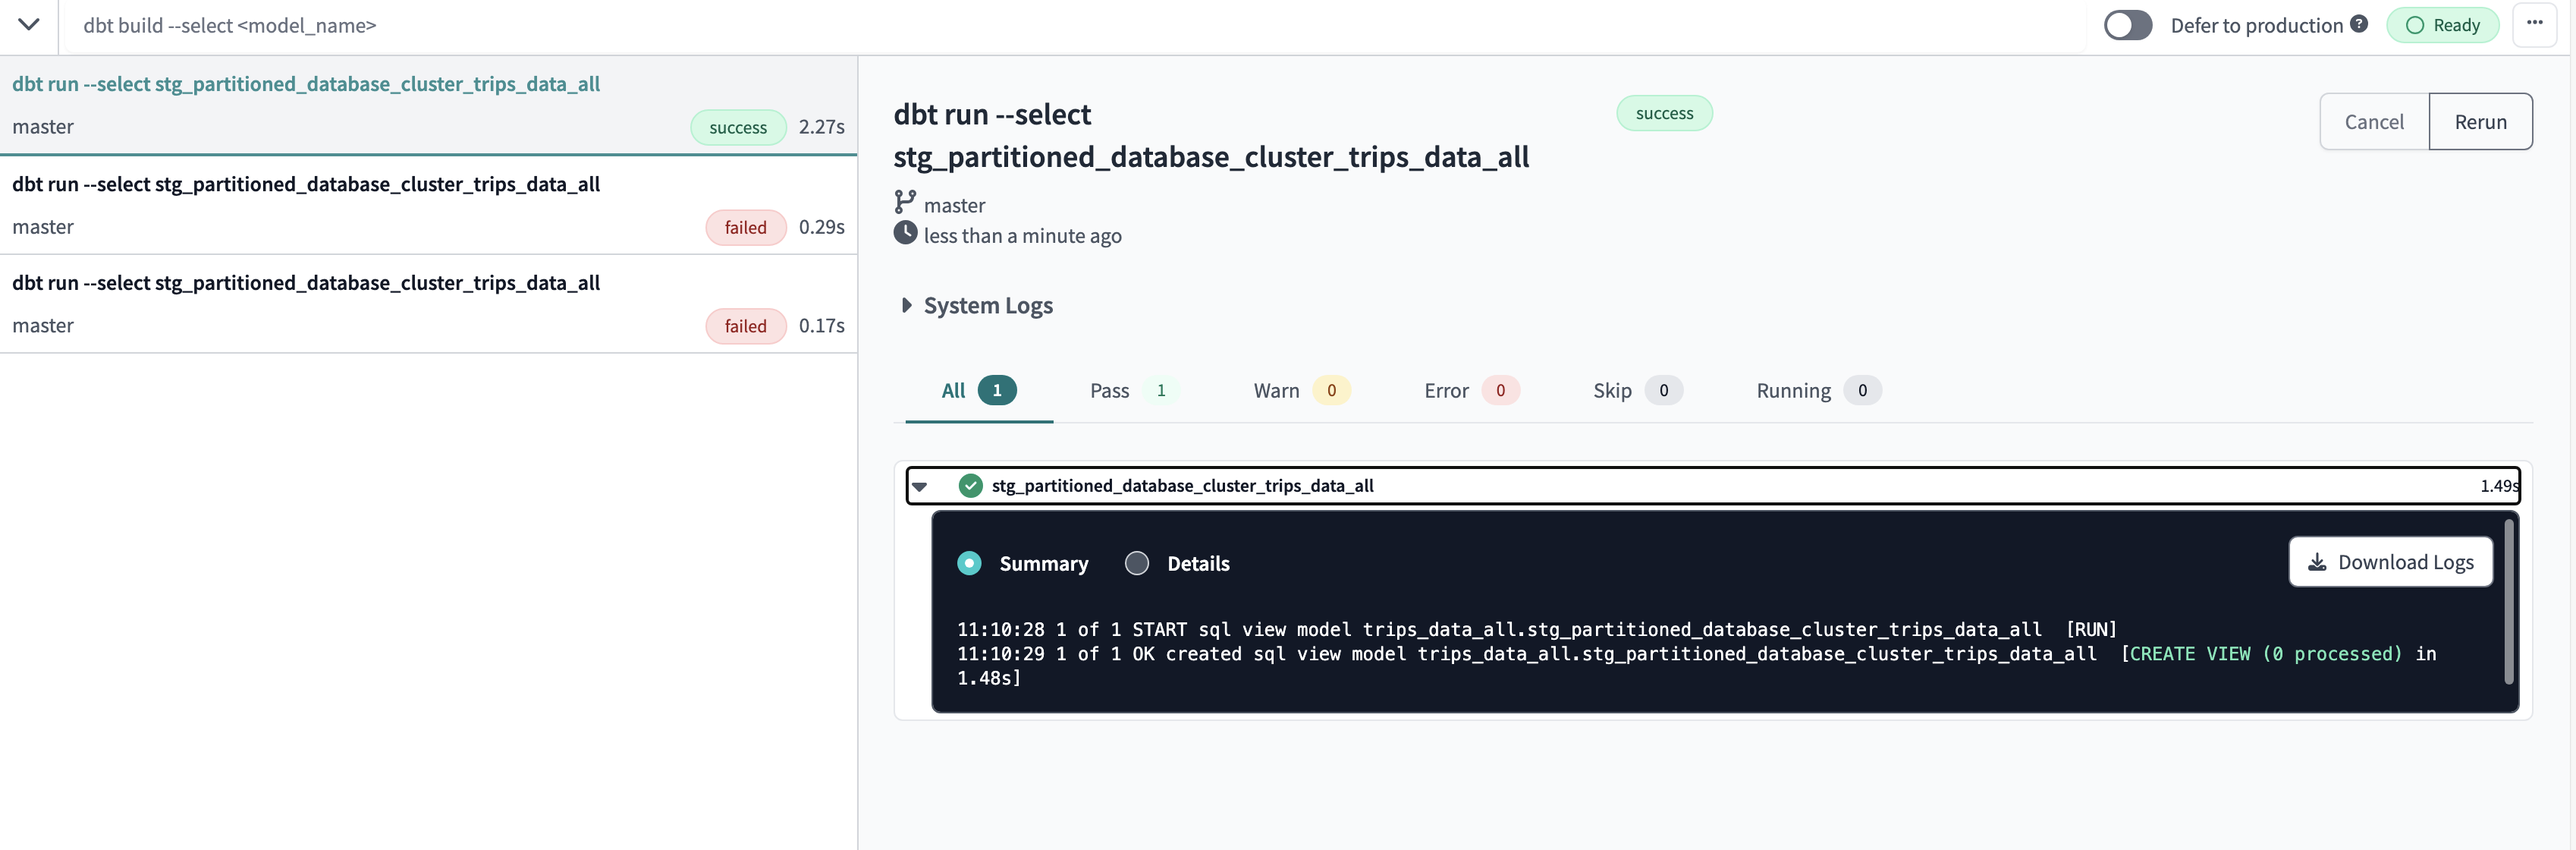 dbt build --select <model_name>
Defer to production ?
Ready
...
dbt run --select stg_partitioned_database_cluster_trips_data_all
master
success
2.27s
dbt run --select stg_partitioned_database_cluster_trips_data_all
master
failed
0.29s
dbt run --select stg_partitioned_database_cluster_trips_data_all
master
failed
0.17s
dbt run --select
stg_partitioned_database_cluster_trips_data_all
success
Cancel
Rerun
master
less than a minute ago
System Logs
All 1
Pass 1
Warn 0
Error 0
Skip 0
Running 0
stg_partitioned_database_cluster_trips_data_all
1.49s
Summary
Details
Download Logs
11:10:28 1 of 1 START sql view model trips_data_all.stg_partitioned_database_cluster_trips_data_all  [RUN]
11:10:29 1 of 1 OK created sql view model trips_data_all.stg_partitioned_database_cluster_trips_data_all  [CREATE VIEW (0 processed) in
1.48s]